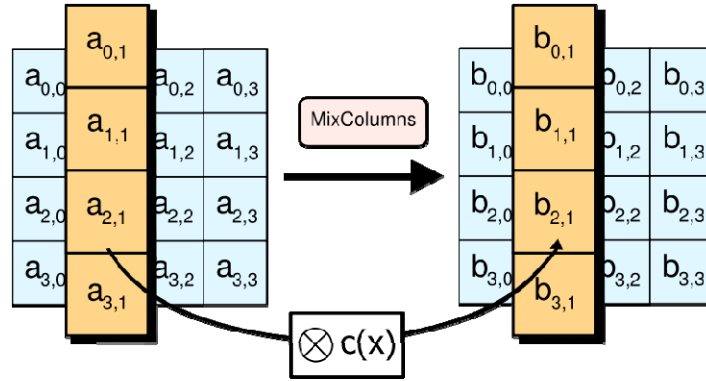 a0,0 a0,1 a0,2 a0,3
a1,0 a1,1 a1,2 a1,3
a2,0 a2,1 a2,2 a2,3
a3,0 a3,1 a3,2 a3,3
MixColumns
b0,0 b0,1 b0,2 b0,3
b1,0 b1,1 b1,2 b1,3
b2,0 b2,1 b2,2 b2,3
b3,0 b3,1 b3,2 b3,3
⊗ c(x)